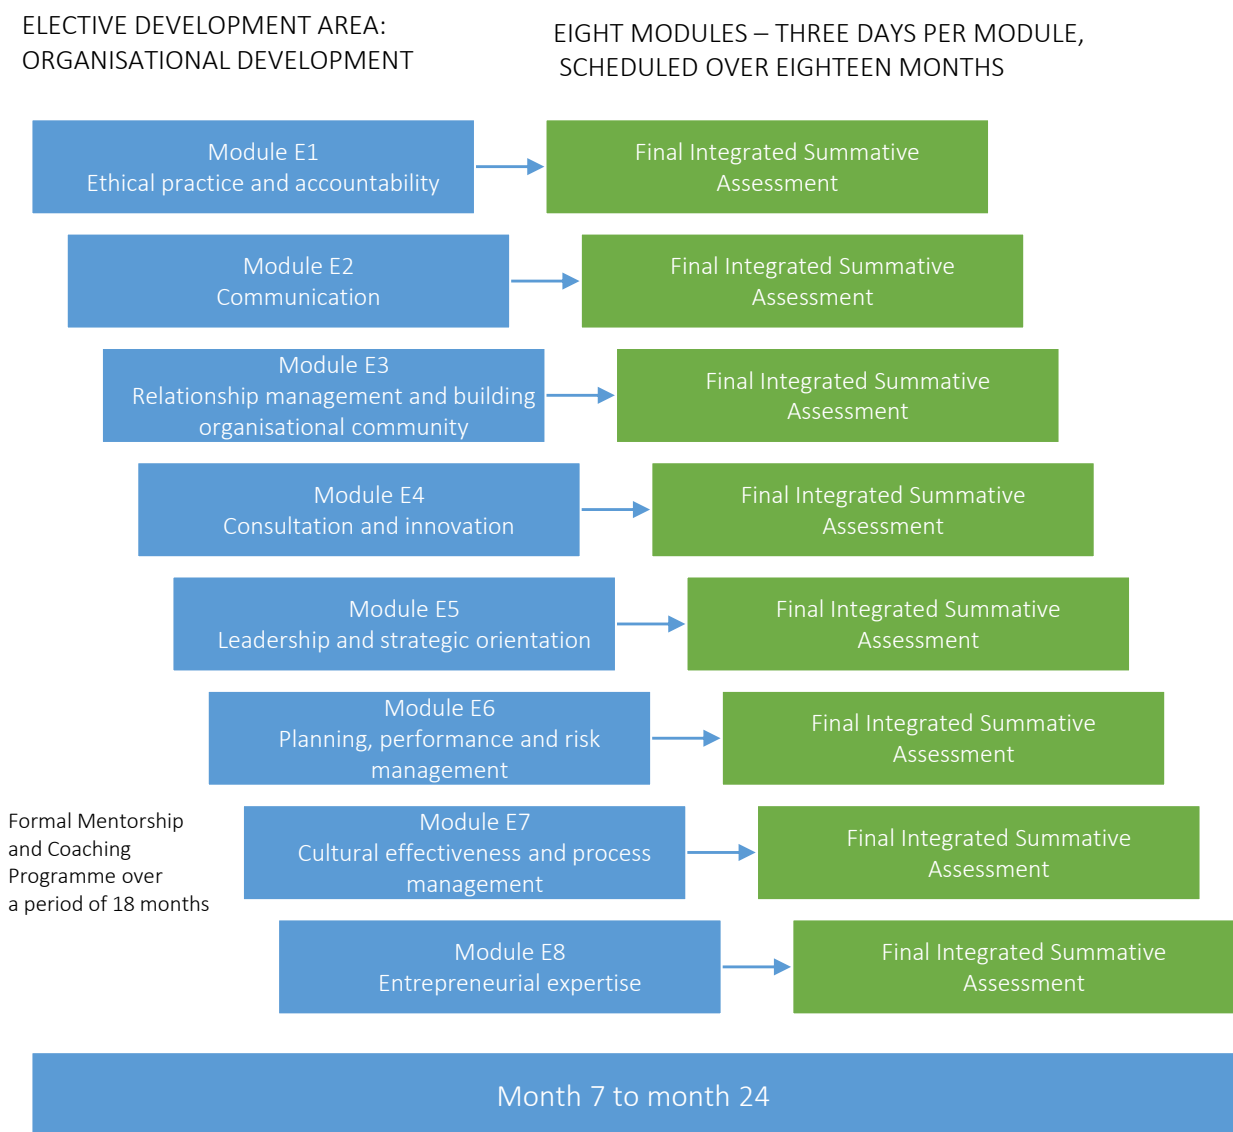 ELECTIVE DEVELOPMENT AREA:
ORGANISATIONAL DEVELOPMENT
EIGHT MODULES – THREE DAYS PER MODULE,
SCHEDULED OVER EIGHTEEN MONTHS
Module E1
Ethical practice and accountability
Final Integrated Summative
Assessment
Module E2
Communication
Final Integrated Summative
Assessment
Module E3
Relationship management and building
organisational community
Final Integrated Summative
Assessment
Module E4
Consultation and innovation
Final Integrated Summative
Assessment
Module E5
Leadership and strategic orientation
Final Integrated Summative
Assessment
Module E6
Planning, performance and risk
management
Final Integrated Summative
Assessment
Formal Mentorship
and Coaching
Programme over
a period of 18 months
Module E7
Cultural effectiveness and process
management
Final Integrated Summative
Assessment
Module E8
Entrepreneurial expertise
Final Integrated Summative
Assessment
Month 7 to month 24